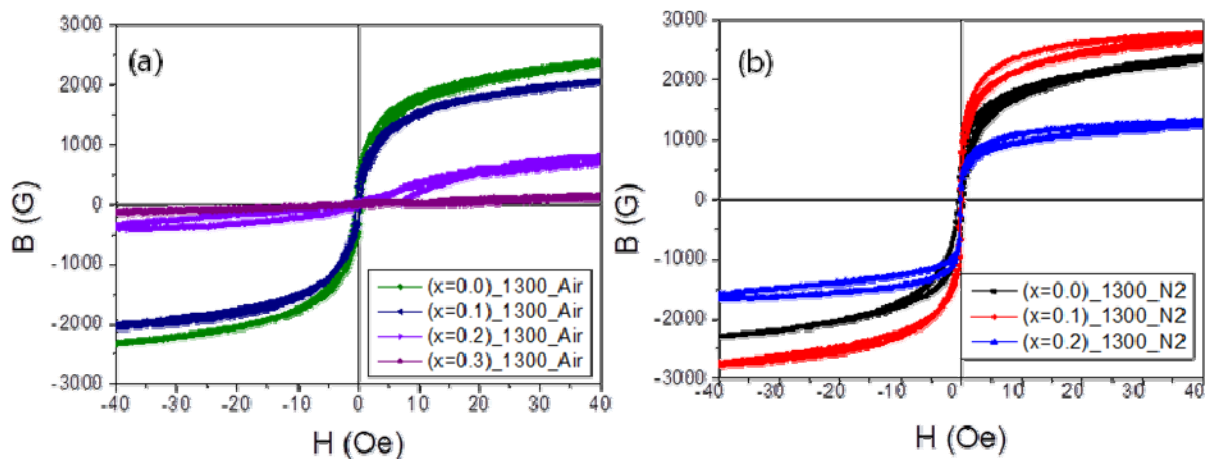 (a)
B (G)
3000
2000
1000
0
-1000
-2000
-3000
(x=0.0)_1300_Air
(x=0.1)_1300_Air
(x=0.2)_1300_Air
(x=0.3)_1300_Air
-40 -30 -20 -10 0 10 20 30 40
H (Oe)
(b)
B (G)
3000
2000
1000
0
-1000
-2000
-3000
(x=0.0)_1300_N2
(x=0.1)_1300_N2
(x=0.2)_1300_N2
-40 -30 -20 -10 0 10 20 30 40
H (Oe)